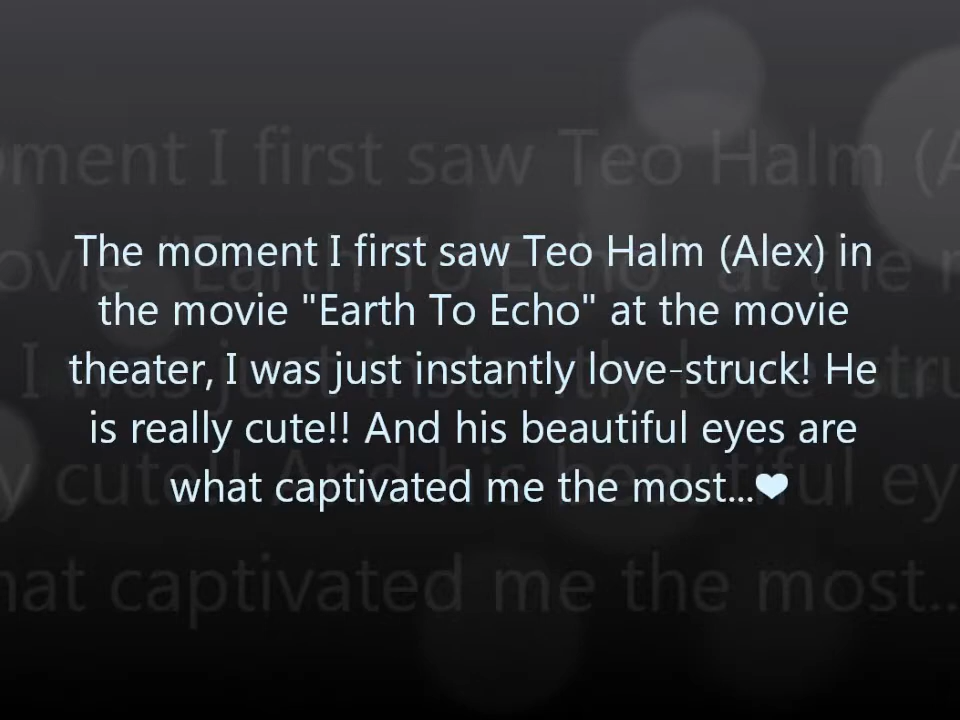 The moment I first saw Teo Halm (Alex) in
the movie "Earth To Echo" at the movie
theater, I was just instantly love-struck! He
is really cute!! And his beautiful eyes are
what captivated me the most...❤